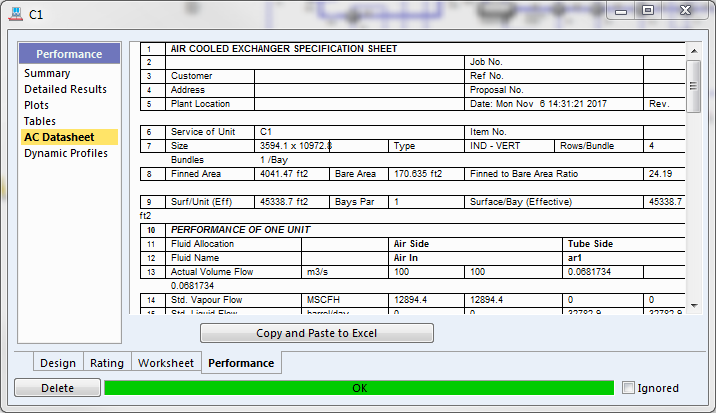 C1
Performance
Summary
Detailed Results
Plots
Tables
AC Datasheet
Dynamic Profiles
1 AIR COOLED EXCHANGER SPECIFICATION SHEET
2 Job No.
3 Customer Ref No.
4 Address Proposal No.
5 Plant Location Date: Mon Nov 6 14:31:21 2017 Rev.
6 Service of Unit C1 Item No.
7 Size 3594.1 x 10972.8 Type IND - VERT Rows/Bundle 4
Bundles 1 /Bay
8 Finned Area 4041.47 ft2 Bare Area 170.635 ft2 Finned to Bare Area Ratio 24.19
9 Surf/Unit (Eff) 45338.7 ft2 Bays Par 1 Surface/Bay (Effective) 45338.7
ft2
10 PERFORMANCE OF ONE UNIT
11 Fluid Allocation Air Side Tube Side
12 Fluid Name Air In ar1
13 Actual Volume Flow m3/s 100 100 0.0681734
0.0681734
14 Std. Vapour Flow MSCFH 12894.4 12894.4 0 0
15 Std. Liquid Flow barrel/day 0 0 32782.9 32782.9
Copy and Paste to Excel
Design Rating Worksheet Performance
Delete OK Ignored